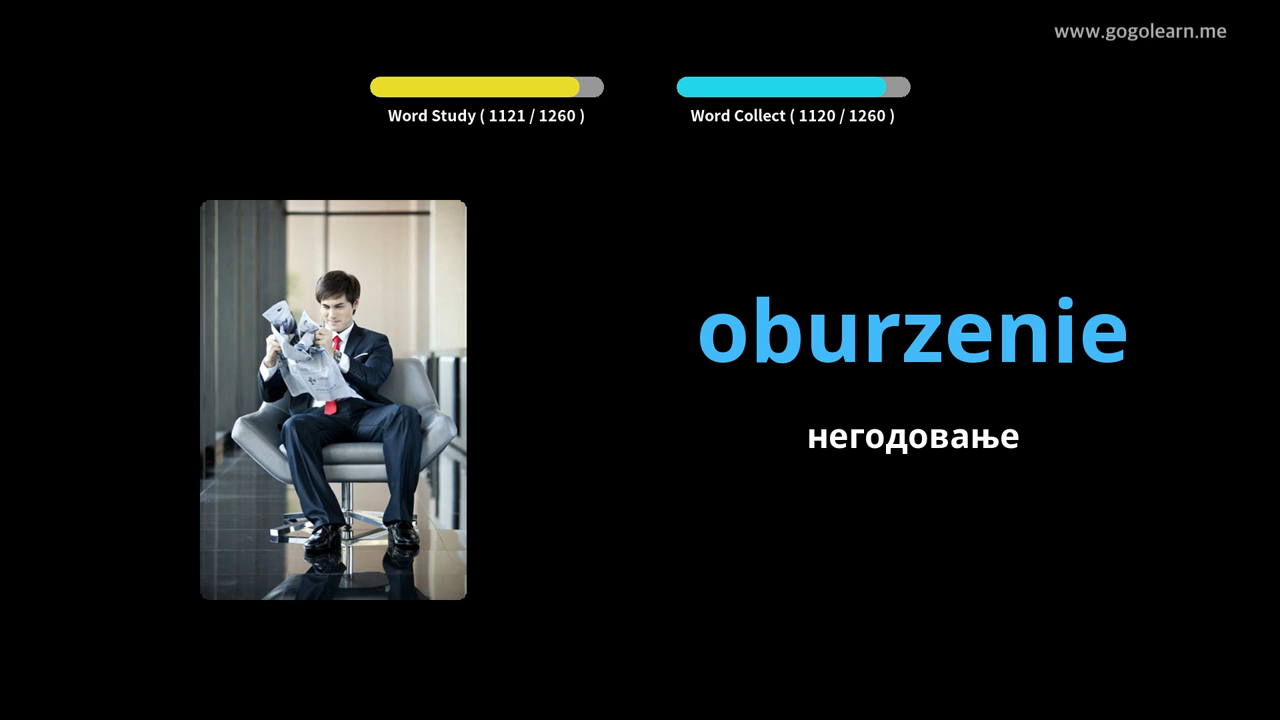 www.gogolearn.me
Word Study ( 1121 / 1260 )
Word Collect ( 1120 / 1260 )
oburzenie
негодовање